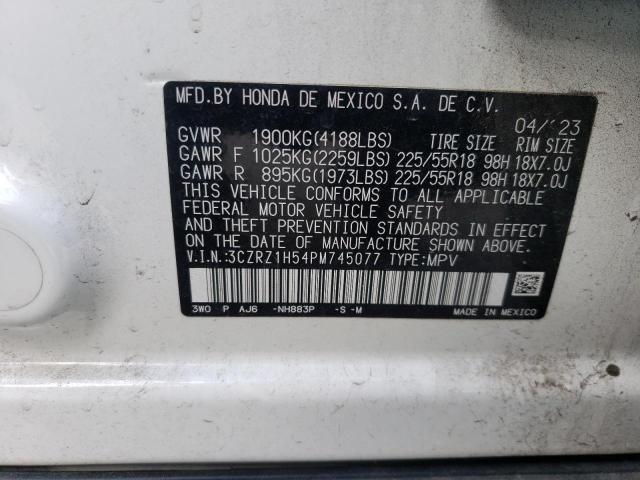 MFD.BY HONDA DE MEXICO S.A. DE C.V.
04/'23
GVWR 1900KG(4188LBS) TIRE SIZE RIM SIZE
GAWR F 1025KG(2259LBS) 225/55R18 98H 18X7.0J
GAWR R 895KG(1973LBS) 225/55R18 98H 18X7.0J
THIS VEHICLE CONFORMS TO ALL APPLICABLE
FEDERAL MOTOR VEHICLE SAFETY
AND THEFT PREVENTION STANDARDS IN EFFECT
ON THE DATE OF MANUFACTURE SHOWN ABOVE.
V.I.N.:3CZRZ1H54PM745077 TYPE:MPV
3W0 P AJ6 -NH883P -S -M
MADE IN MEXICO